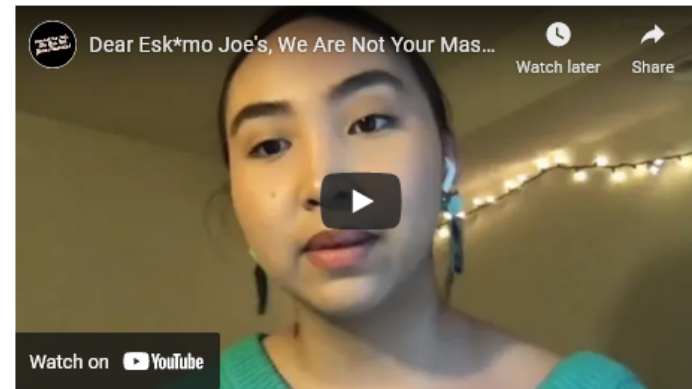 Dear Esk*mo Joe's, We Are Not Your Mas...
Watch later
Share
Watch on YouTube